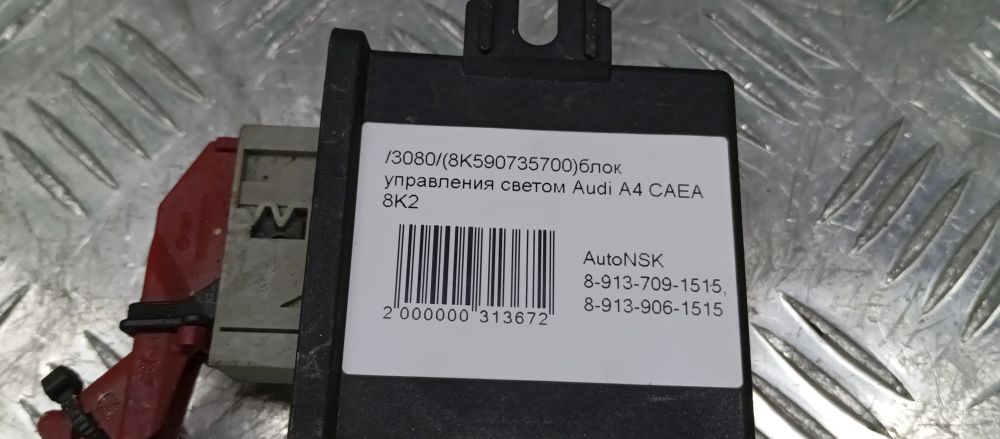 /3080/(8K590735700)блок
управления светом Audi A4 CAEA
8K2
AutoNSK
8-913-709-1515,
8-913-906-1515
2 000000 313672